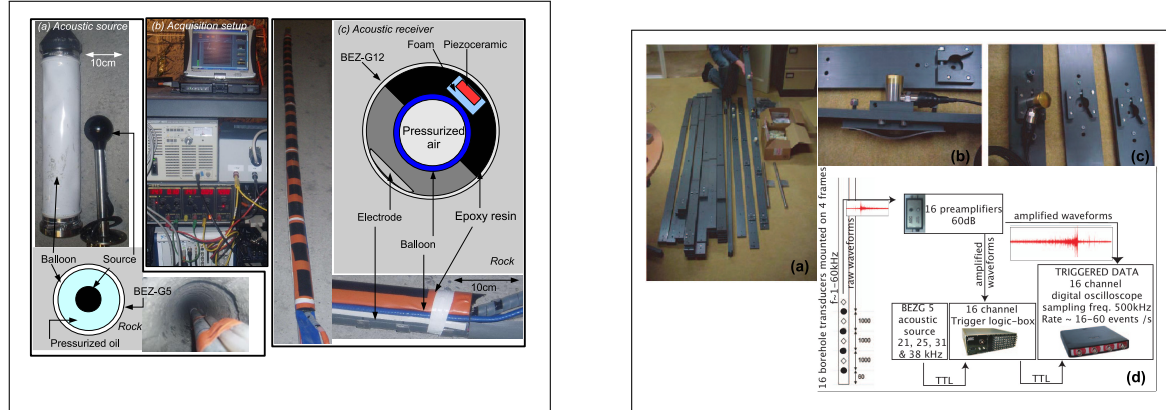 (a) Acoustic source
10cm
Balloon
Source
BEZ-G5
Rock
Pressurized oil
(b) Acquisition setup
(c) Acoustic receiver
Foam
Piezoceramic
BEZ-G12
Pressurized
air
Electrode
Epoxy resin
Balloon
Rock
10cm
(a)
(b)
(c)
16 borehole transducers mounted on 4 frames
f~1-60kHz
raw waveforms
16 preamplifiers
60dB
amplified waveforms
amplified
waveforms
TRIGGERED DATA
16 channel
digital oscilloscope
sampling freq. 500kHz
Rate ~ 16-60 events /s
BEZG 5
acoustic
source
21, 25, 31
& 38 kHz
16 channel
Trigger logic-box
1000
1000
1000
60
TTL
TTL
(d)